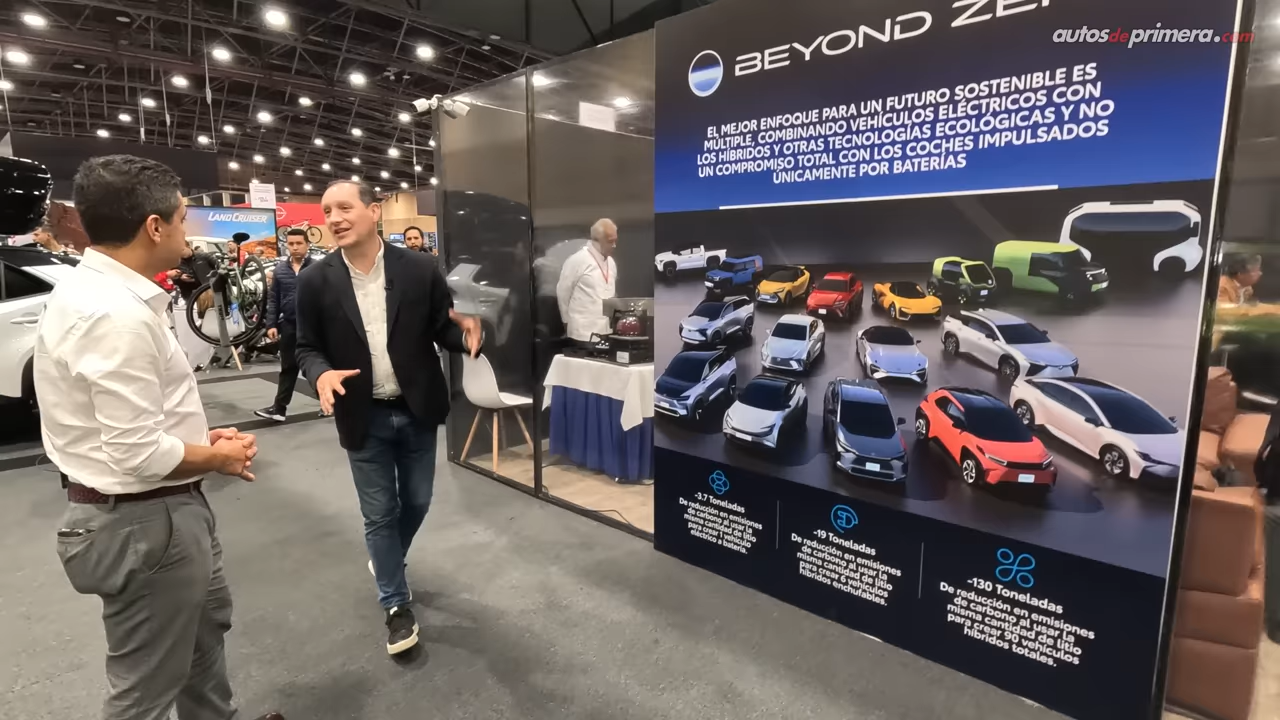 autosdeprimera.com
BEYOND ZE
EL MEJOR ENFOQUE PARA UN FUTURO SOSTENIBLE ES
MÚLTIPLE, COMBINANDO VEHÍCULOS ELÉCTRICOS CON
LOS HÍBRIDOS Y OTRAS TECNOLOGÍAS ECOLÓGICAS Y NO
UN COMPROMISO TOTAL CON LOS COCHES IMPULSADOS
ÚNICAMENTE POR BATERÍAS
LAND CRUISER
-3.7 Toneladas
De reducción en emisiones
de carbono al usar la
misma cantidad de litio
para crear 1 vehículo
eléctrico a batería.
-19 Toneladas
De reducción en emisiones
de carbono al usar la
misma cantidad de litio
para crear 6 vehículos
híbridos enchufables.
-130 Toneladas
De reducción en emisiones
de carbono al usar la
misma cantidad de litio
para crear 90 vehículos
híbridos totales.